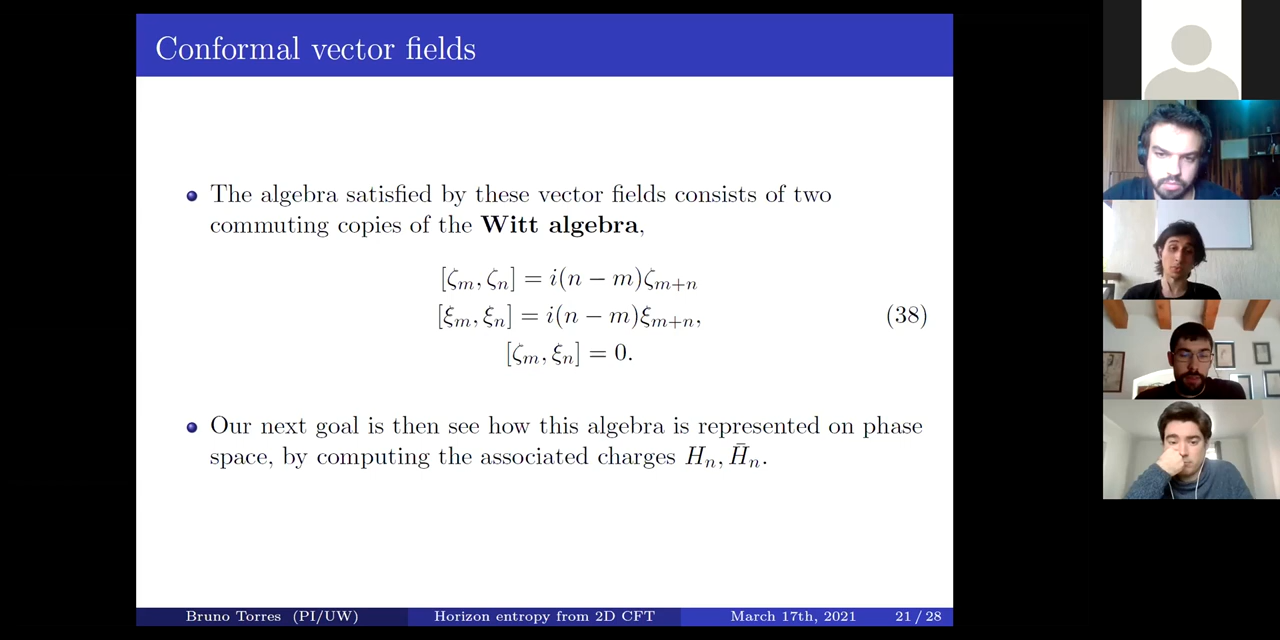 Conformal vector fields
The algebra satisfied by these vector fields consists of two
commuting copies of the Witt algebra,
[ζₘ, ζₙ] = i(n − m)ζₘ₊ₙ
[ξₘ, ξₙ] = i(n − m)ξₘ₊ₙ, (38)
[ζₘ, ξₙ] = 0.
Our next goal is then see how this algebra is represented on phase
space, by computing the associated charges Hₙ, H̄ₙ.
Bruno Torres (PI/UW) Horizon entropy from 2D CFT March 17th, 2021 21 / 28